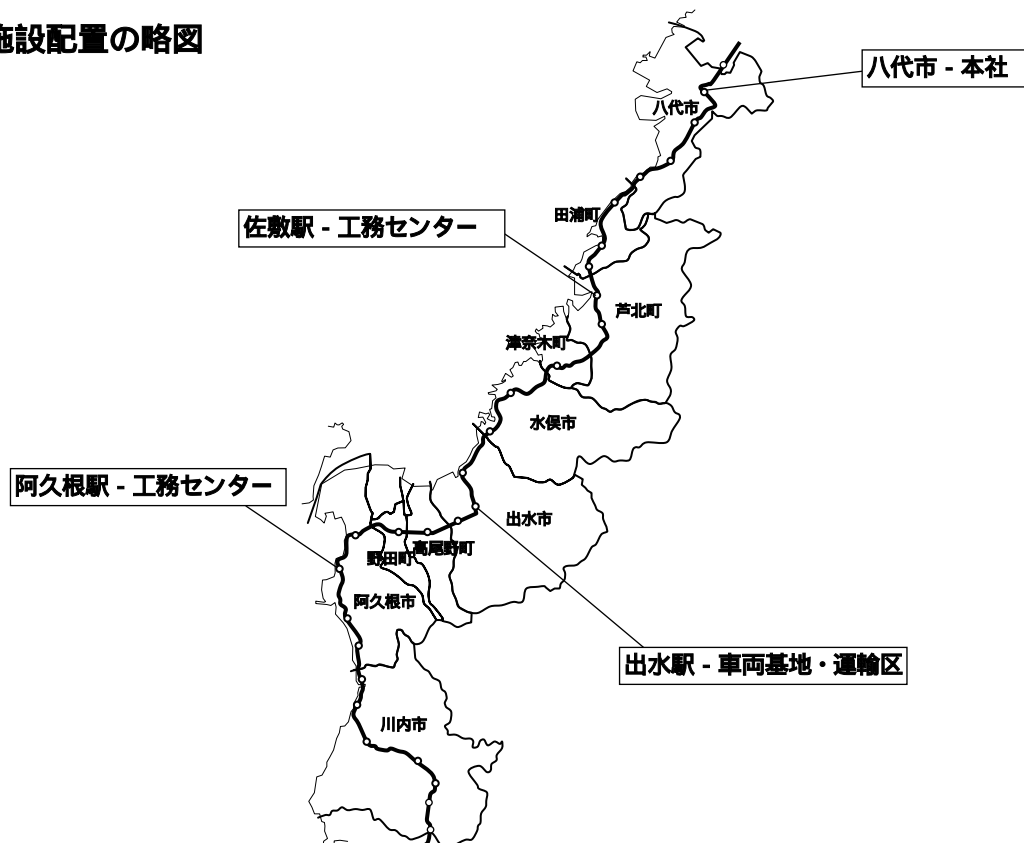 施設配置の略図
八代市 - 本社
八代市
田浦町
佐敷駅 - 工務センター
芦北町
津奈木町
水俣市
阿久根駅 - 工務センター
出水市
高尾野町
野田町
阿久根市
出水駅 - 車両基地・運輸区
川内市